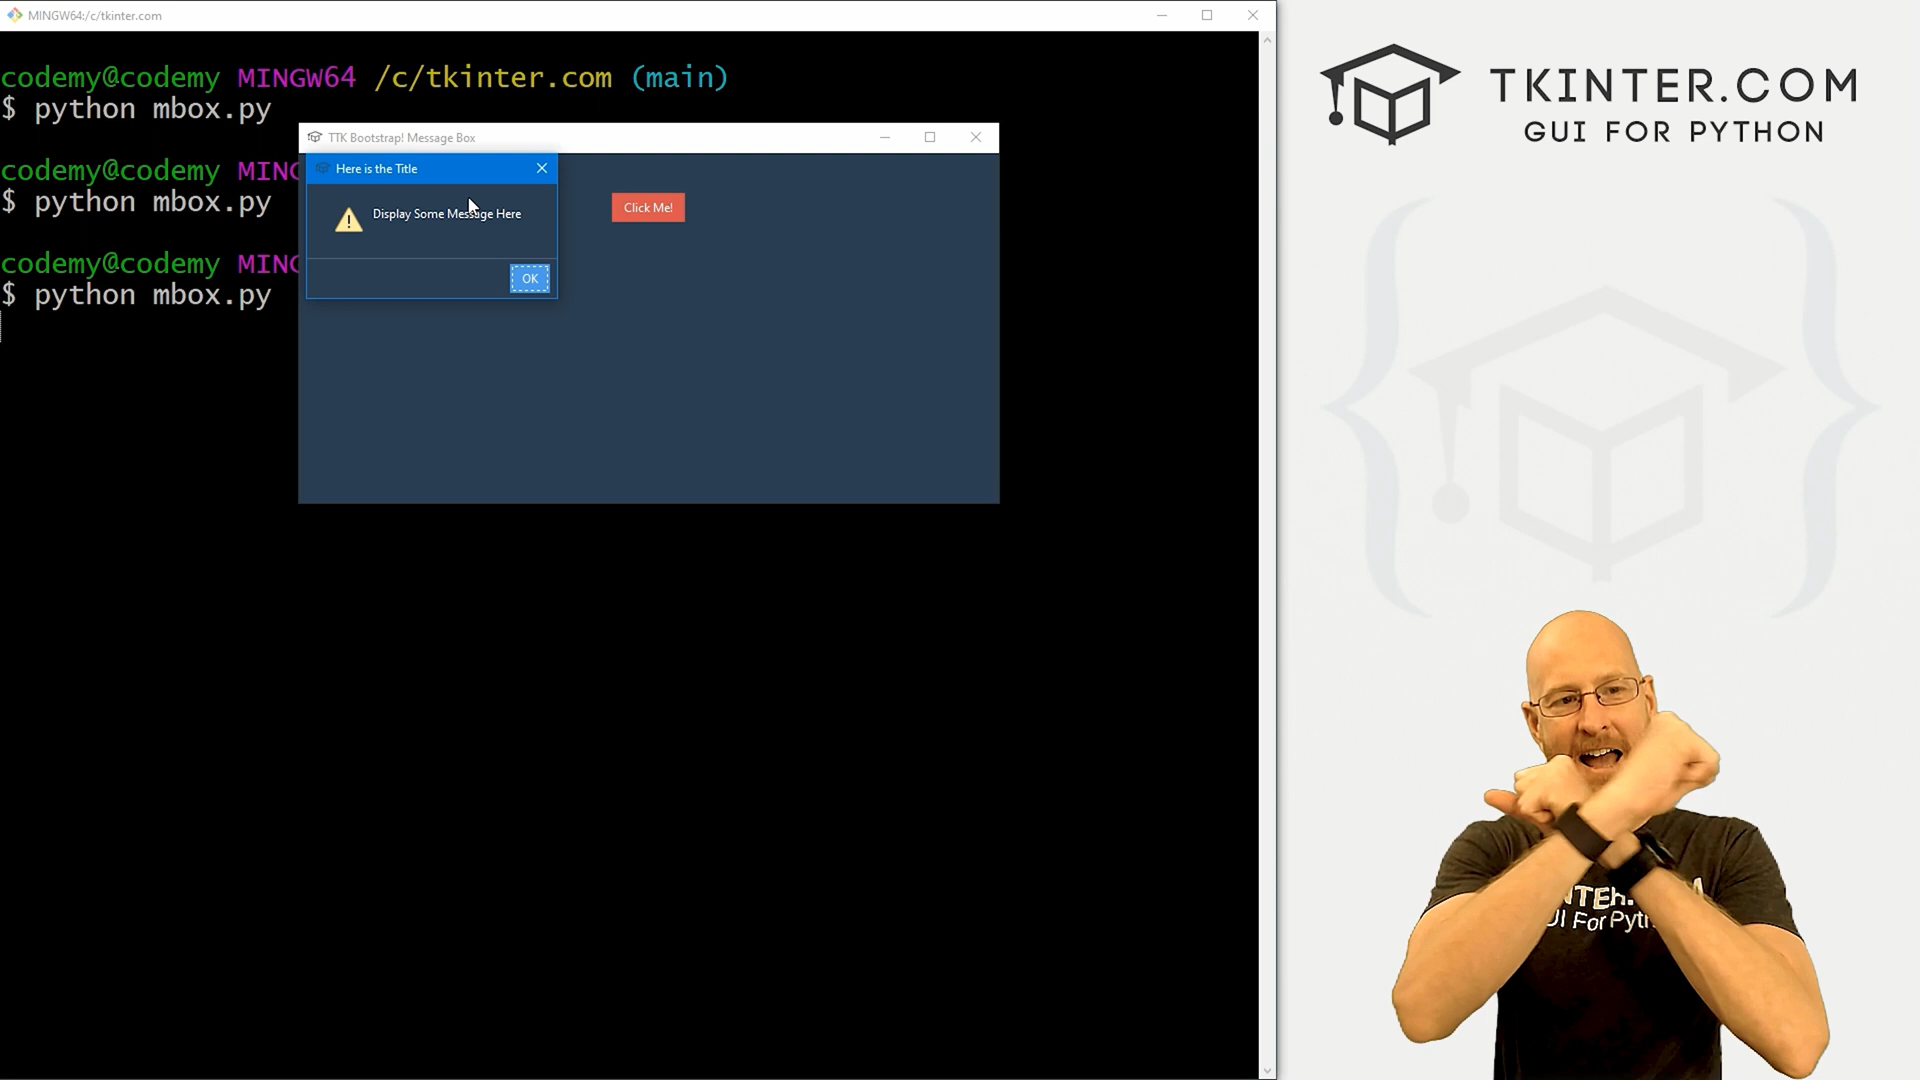 MINGW64:/c/tkinter.com
codemy@codemy MINGW64 /c/tkinter.com (main)
$ python mbox.py
codemy@codemy
$ python mbox.py
codemy@codemy
$ python mbox.py
TTK Bootstrap! Message Box
Here is the Title
Display Some Message Here
OK
Click Me!
TKINTER.COM
GUI FOR PYTHON
For